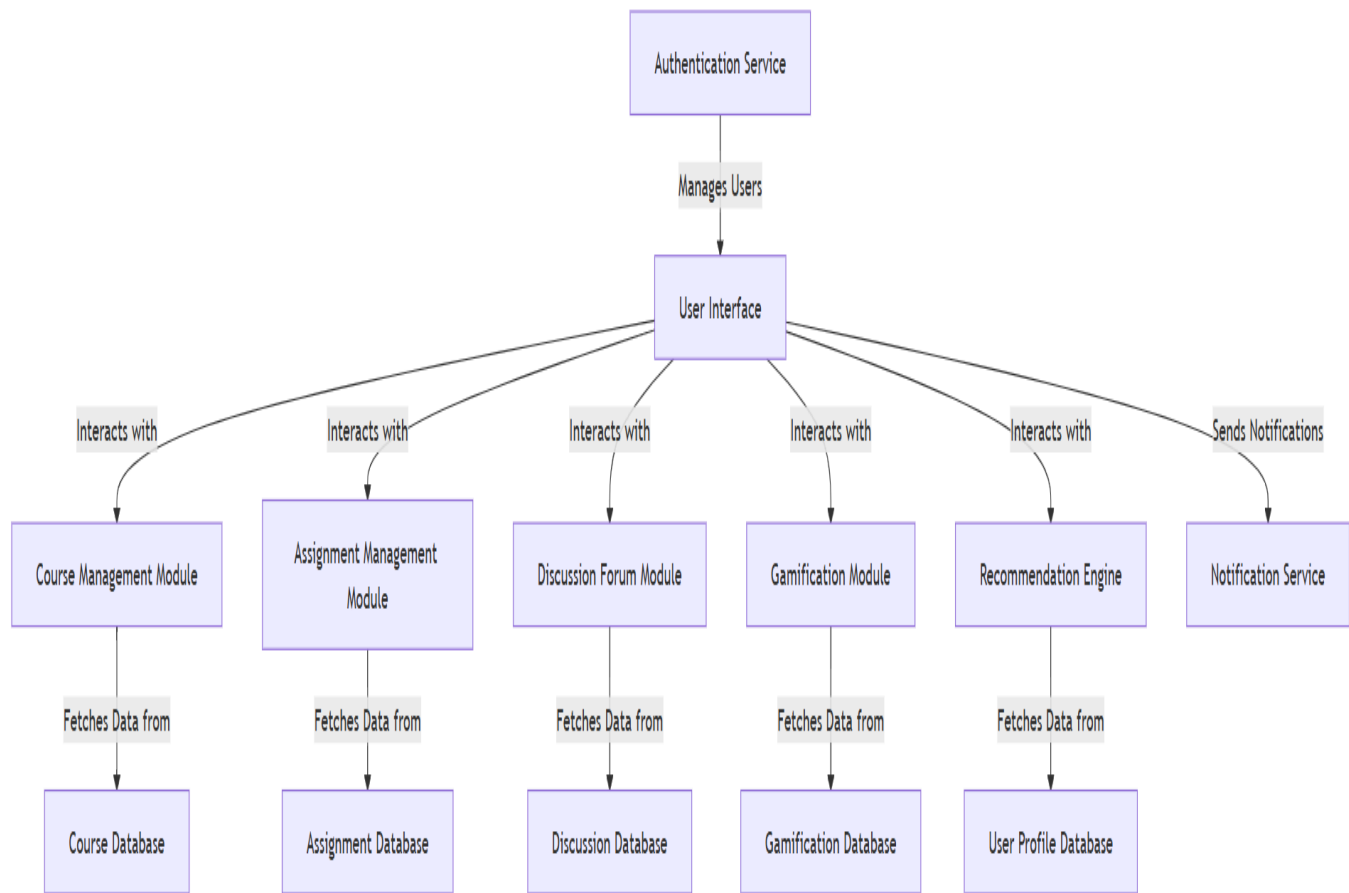 Authentication Service
Manages Users
User Interface
Interacts with
Interacts with
Interacts with
Interacts with
Interacts with
Sends Notifications
Course Management Module
Assignment Management
Module
Discussion Forum Module
Gamification Module
Recommendation Engine
Notification Service
Fetches Data from
Fetches Data from
Fetches Data from
Fetches Data from
Fetches Data from
Course Database
Assignment Database
Discussion Database
Gamification Database
User Profile Database